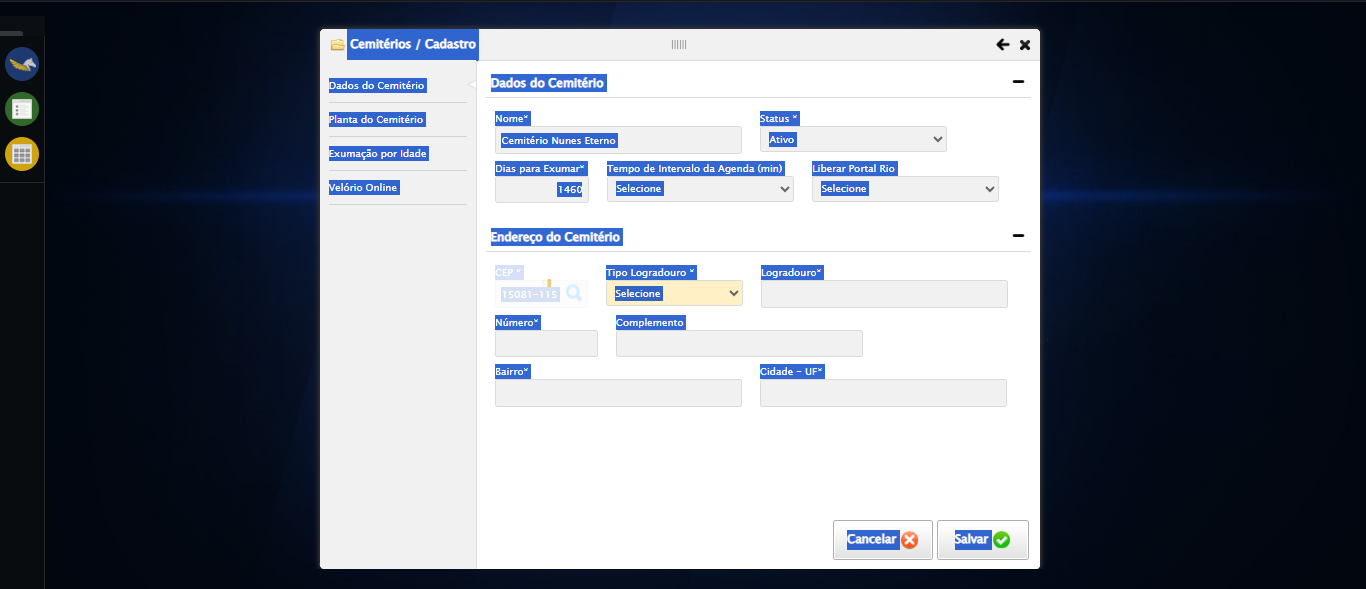 Cemitérios / Cadastro
Dados do Cemitério
Planta do Cemitério
Exumação por Idade
Velório Online
Dados do Cemitério
Nome*
Status *
Cemitério Nunes Eterno
Ativo
Dias para Exumar*
Tempo de Intervalo da Agenda (min)
Liberar Portal Rio
1460
Selecione
Selecione
Endereço do Cemitério
CEP *
Tipo Logradouro *
Logradouro*
15081-115
Selecione
Número*
Complemento
Bairro*
Cidade - UF*
Cancelar
Salvar